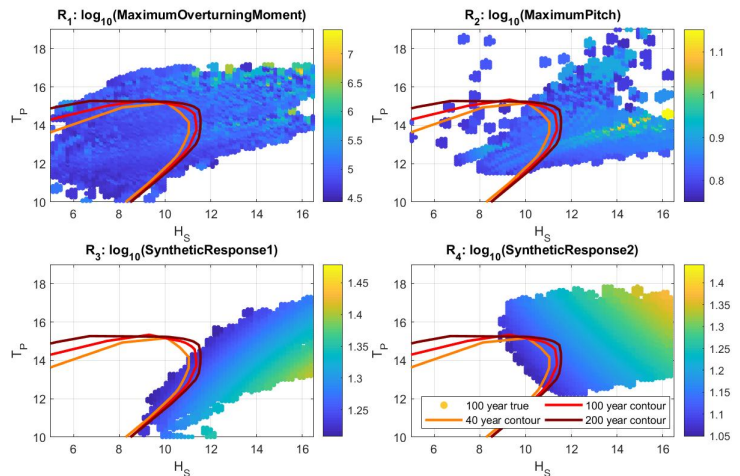 R1: log10(MaximumOverturningMoment)
R2: log10(MaximumPitch)
TP
18
16
14
12
10
6 8 10 12 14 16
HS
7
6.5
6
5.5
5
4.5
TP
18
16
14
12
10
6 8 10 12 14 16
HS
1.1
1
0.9
0.8
R3: log10(SyntheticResponse1)
R4: log10(SyntheticResponse2)
TP
18
16
14
12
10
6 8 10 12 14 16
HS
1.45
1.4
1.35
1.3
1.25
TP
18
16
14
12
10
6 8 10 12 14 16
HS
1.4
1.35
1.3
1.25
1.2
1.15
1.1
1.05
100 year true 100 year contour
40 year contour 200 year contour